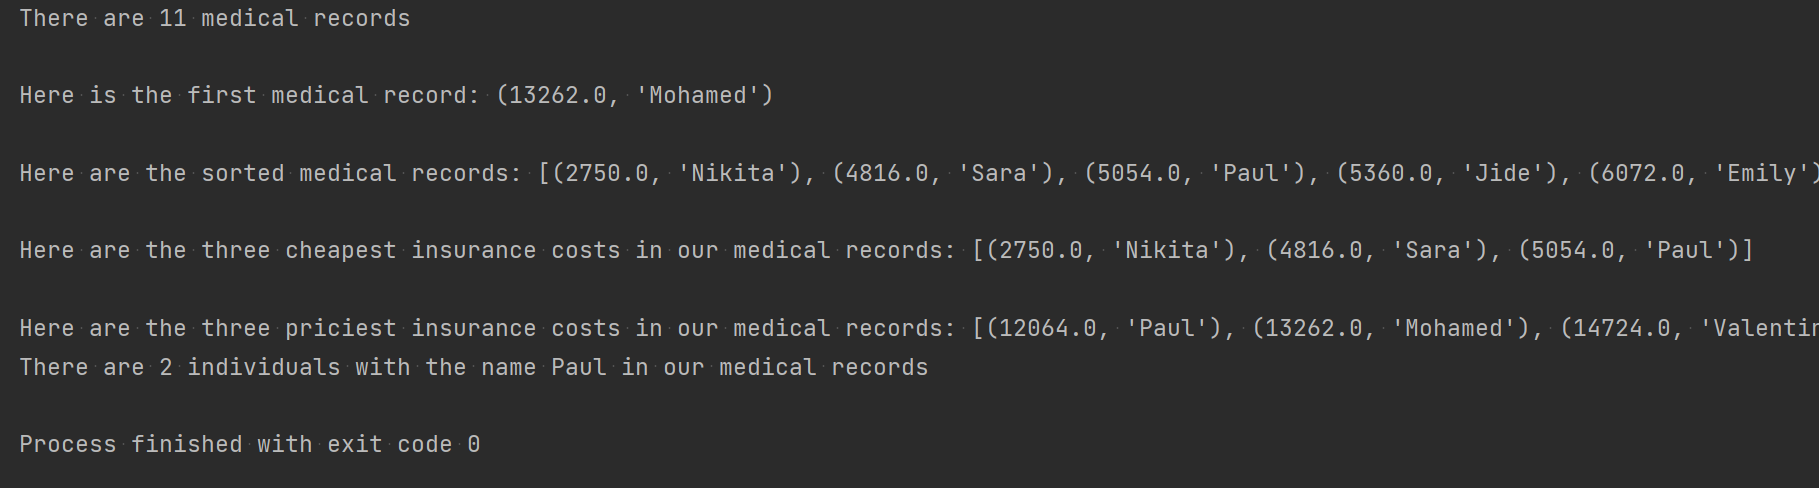 There are 11 medical records
Here is the first medical record: (13262.0, 'Mohamed')
Here are the sorted medical records: [(2750.0, 'Nikita'), (4816.0, 'Sara'), (5054.0, 'Paul'), (5360.0, 'Jide'), (6072.0, 'Emily')
Here are the three cheapest insurance costs in our medical records: [(2750.0, 'Nikita'), (4816.0, 'Sara'), (5054.0, 'Paul')]
Here are the three priciest insurance costs in our medical records: [(12064.0, 'Paul'), (13262.0, 'Mohamed'), (14724.0, 'Valentin
There are 2 individuals with the name Paul in our medical records
Process finished with exit code 0